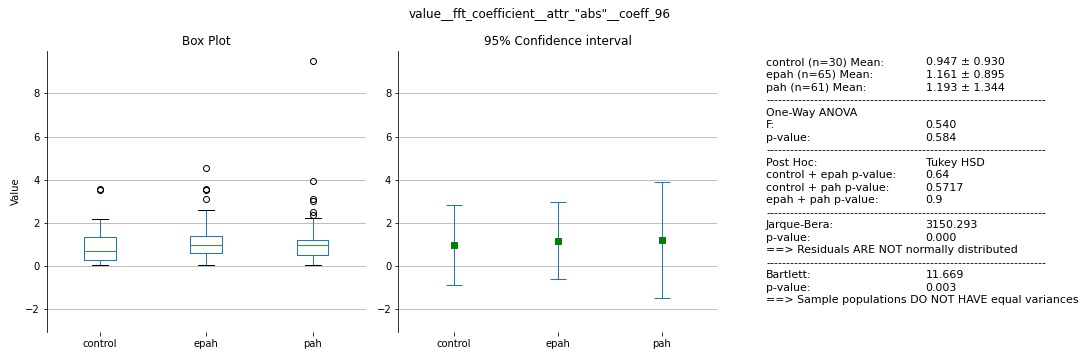 value__fft_coefficient__attr_"abs"__coeff_96
Box Plot
Value
8
6
4
2
0
−2
control epah pah
95% Confidence interval
8
6
4
2
0
−2
control epah pah
control (n=30) Mean: 0.947 ± 0.930
epah (n=65) Mean: 1.161 ± 0.895
pah (n=61) Mean: 1.193 ± 1.344
One-Way ANOVA
F: 0.540
p-value: 0.584
Post Hoc: Tukey HSD
control + epah p-value: 0.64
control + pah p-value: 0.5717
epah + pah p-value: 0.9
Jarque-Bera: 3150.293
p-value: 0.000
==> Residuals ARE NOT normally distributed
Bartlett: 11.669
p-value: 0.003
==> Sample populations DO NOT HAVE equal variances